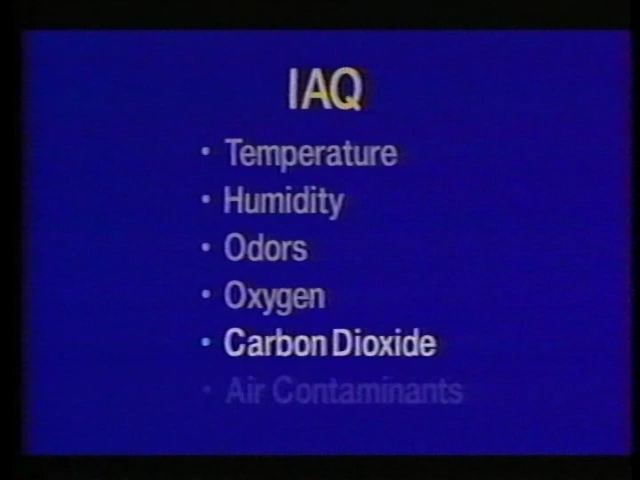 IAQ
• Temperature
• Humidity
• Odors
• Oxygen
• Carbon Dioxide
• Air Contaminants